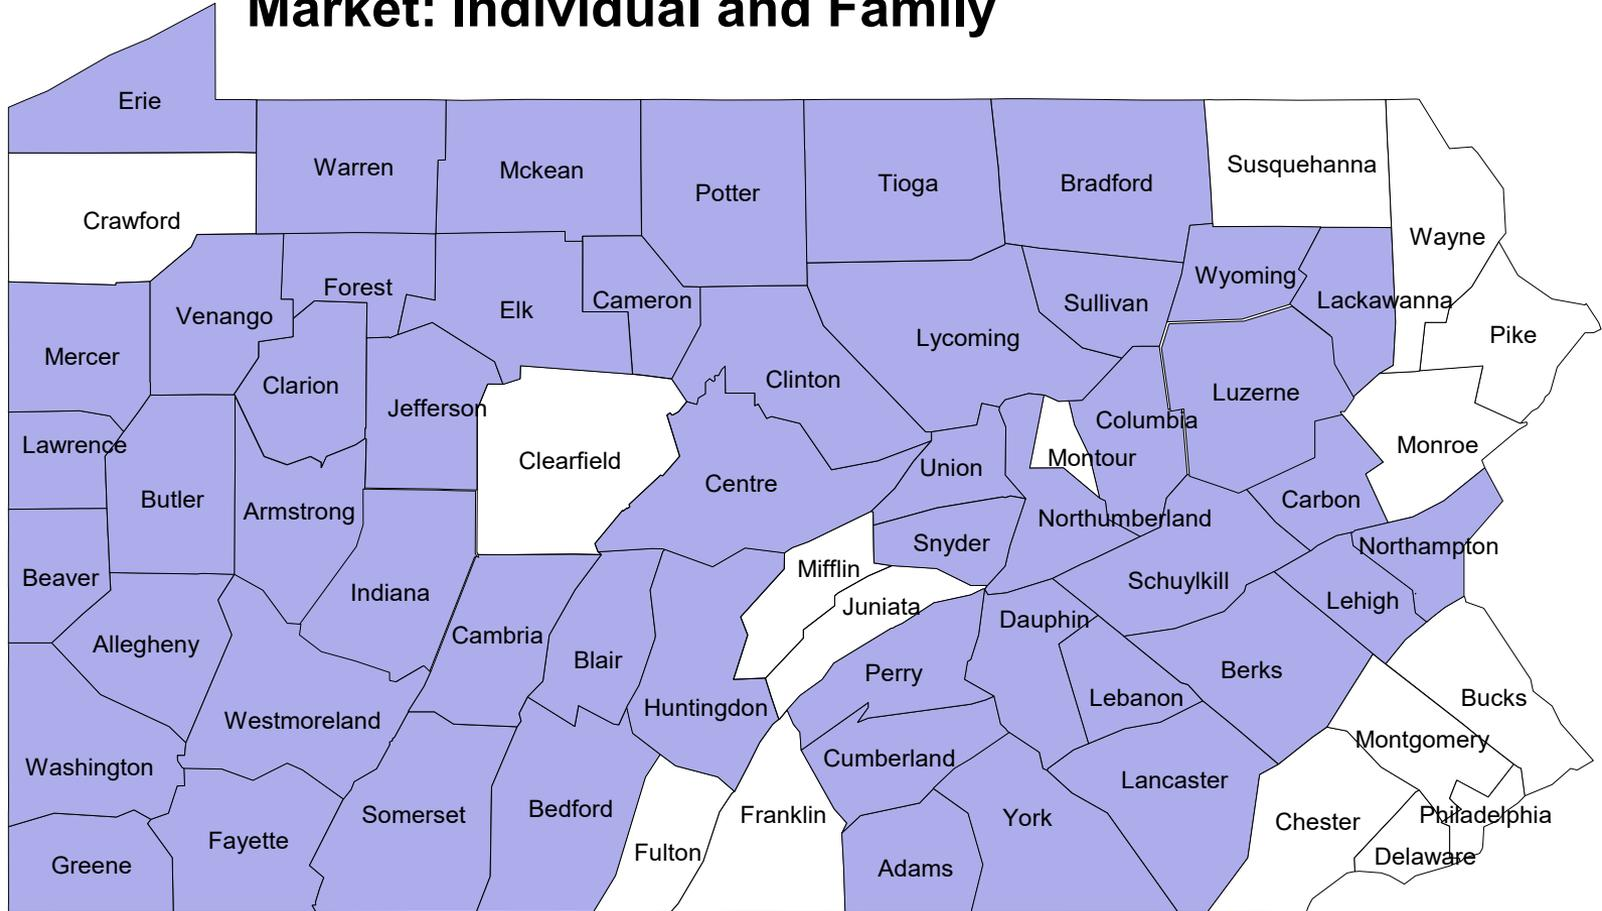 Market: Individual and Family
Erie
Warren
Mckean
Potter
Tioga
Bradford
Susquehanna
Crawford
Wayne
Forest
Venango
Elk
Cameron
Sullivan
Wyoming
Lackawanna
Mercer
Lycoming
Pike
Clarion
Clinton
Jefferson
Luzerne
Columbia
Lawrence
Clearfield
Montour
Monroe
Union
Centre
Butler
Armstrong
Northumberland
Carbon
Snyder
Northampton
Beaver
Mifflin
Schuylkill
Indiana
Juniata
Lehigh
Allegheny
Cambria
Dauphin
Blair
Perry
Berks
Westmoreland
Huntingdon
Lebanon
Bucks
Washington
Cumberland
Montgomery
Lancaster
Somerset
Bedford
Franklin
York
Chester
Philadelphia
Fayette
Fulton
Delaware
Greene
Adams